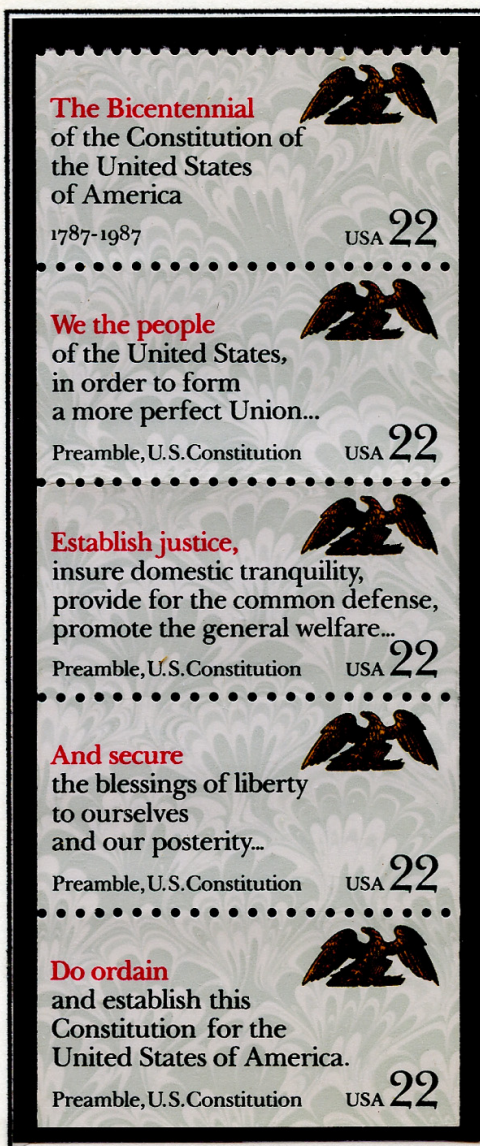 The Bicentennial
of the Constitution of
the United States
of America
1787-1987
USA 22
We the people
of the United States,
in order to form
a more perfect Union...
Preamble, U.S. Constitution
USA 22
Establish justice,
insure domestic tranquility,
provide for the common defense,
promote the general welfare...
Preamble, U.S. Constitution
USA 22
And secure
the blessings of liberty
to ourselves
and our posterity...
Preamble, U.S. Constitution
USA 22
Do ordain
and establish this
Constitution for the
United States of America.
Preamble, U.S. Constitution
USA 22